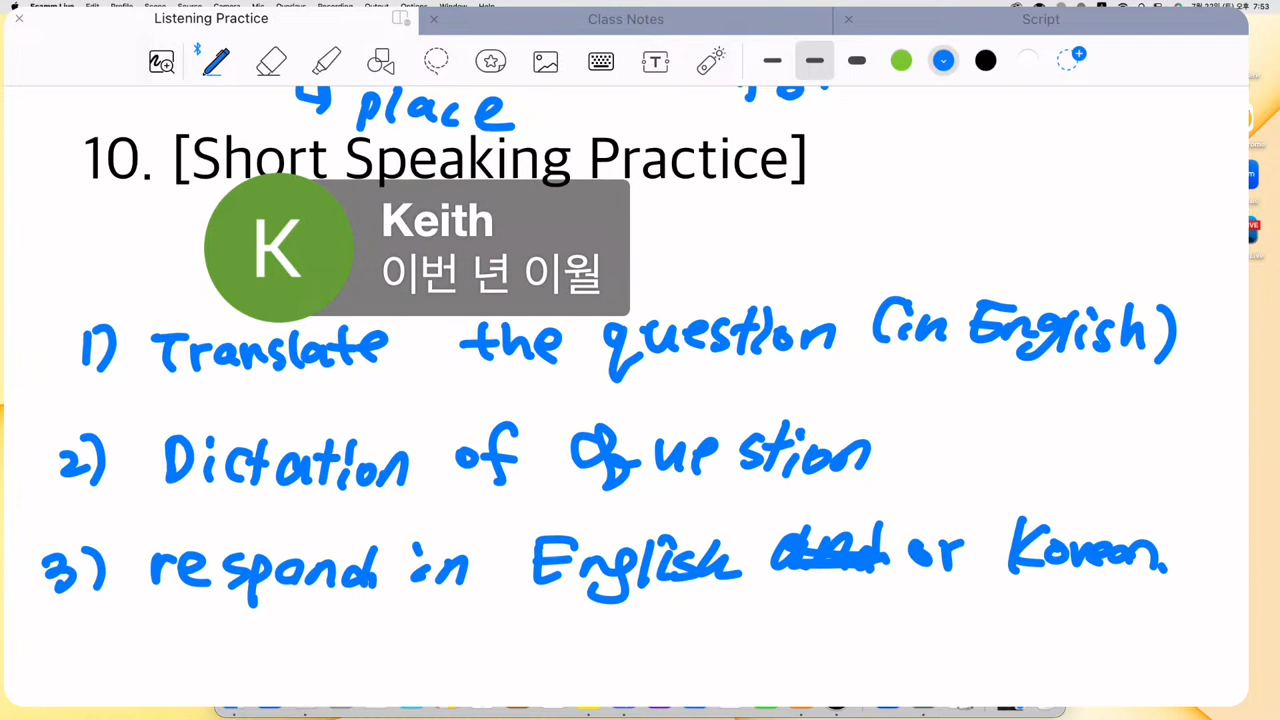 Listening Practice
Class Notes
Script
place
10. [Short Speaking Practice]
K
Keith
이번 년 이월
1) Translate the question (in English)
2) Dictation of Question
3) respond in English and or Korean.